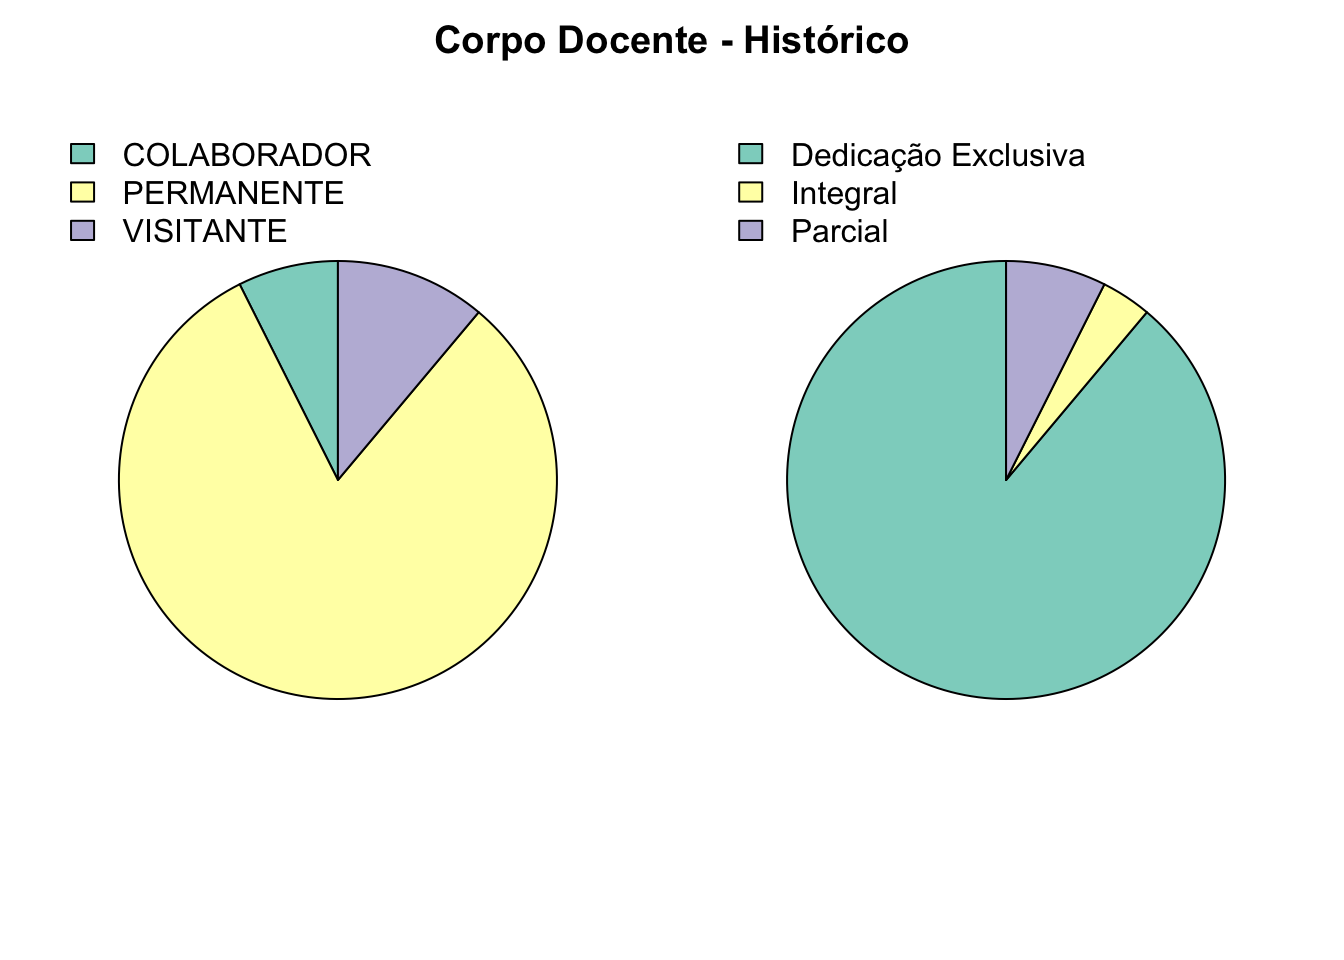 Corpo Docente - Histórico
COLABORADOR
PERMANENTE
VISITANTE
Dedicação Exclusiva
Integral
Parcial